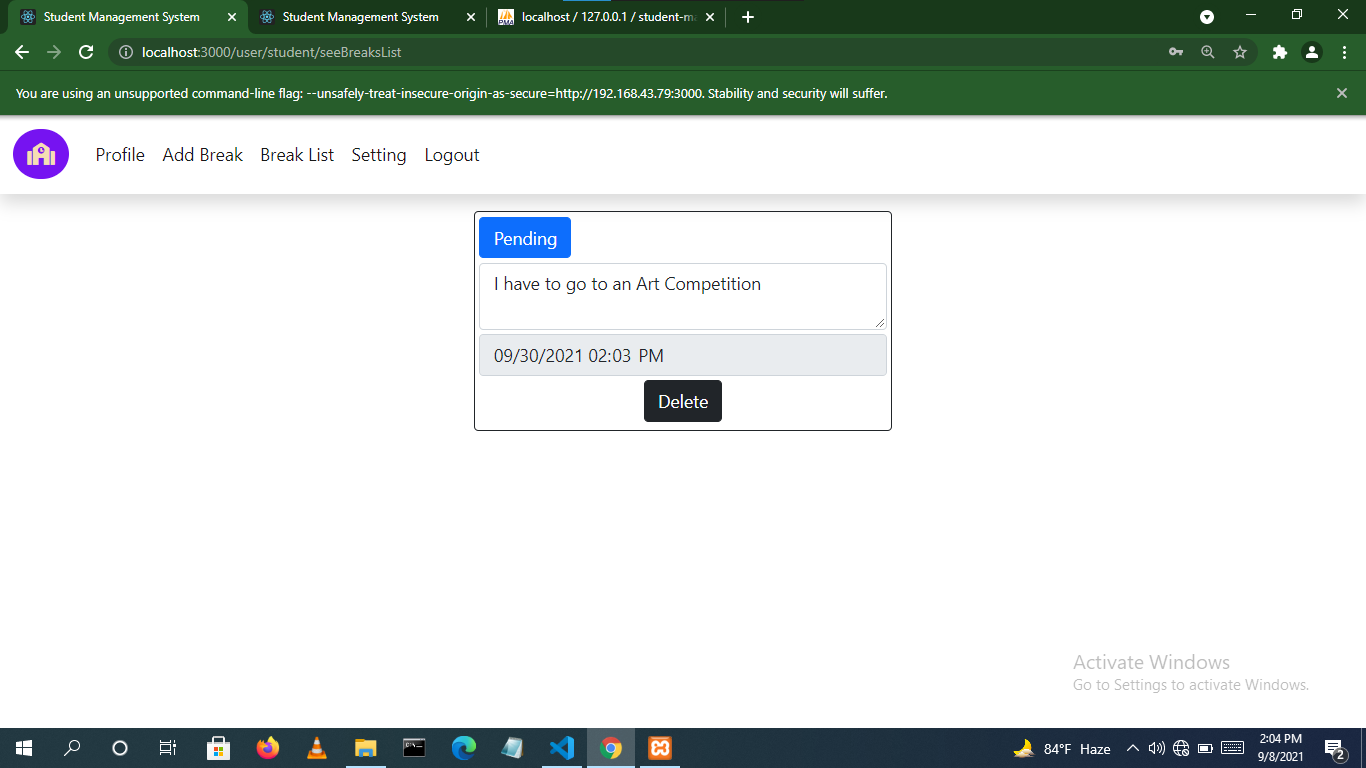 Student Management System
Student Management System
localhost / 127.0.0.1 / student-ma
localhost:3000/user/student/seeBreaksList
You are using an unsupported command-line flag: --unsafely-treat-insecure-origin-as-secure=http://192.168.43.79:3000. Stability and security will suffer.
Profile Add Break Break List Setting Logout
Pending
I have to go to an Art Competition
09/30/2021 02:03 PM
Delete
Activate Windows
Go to Settings to activate Windows.
84°F Haze
2:04 PM
9/8/2021
2